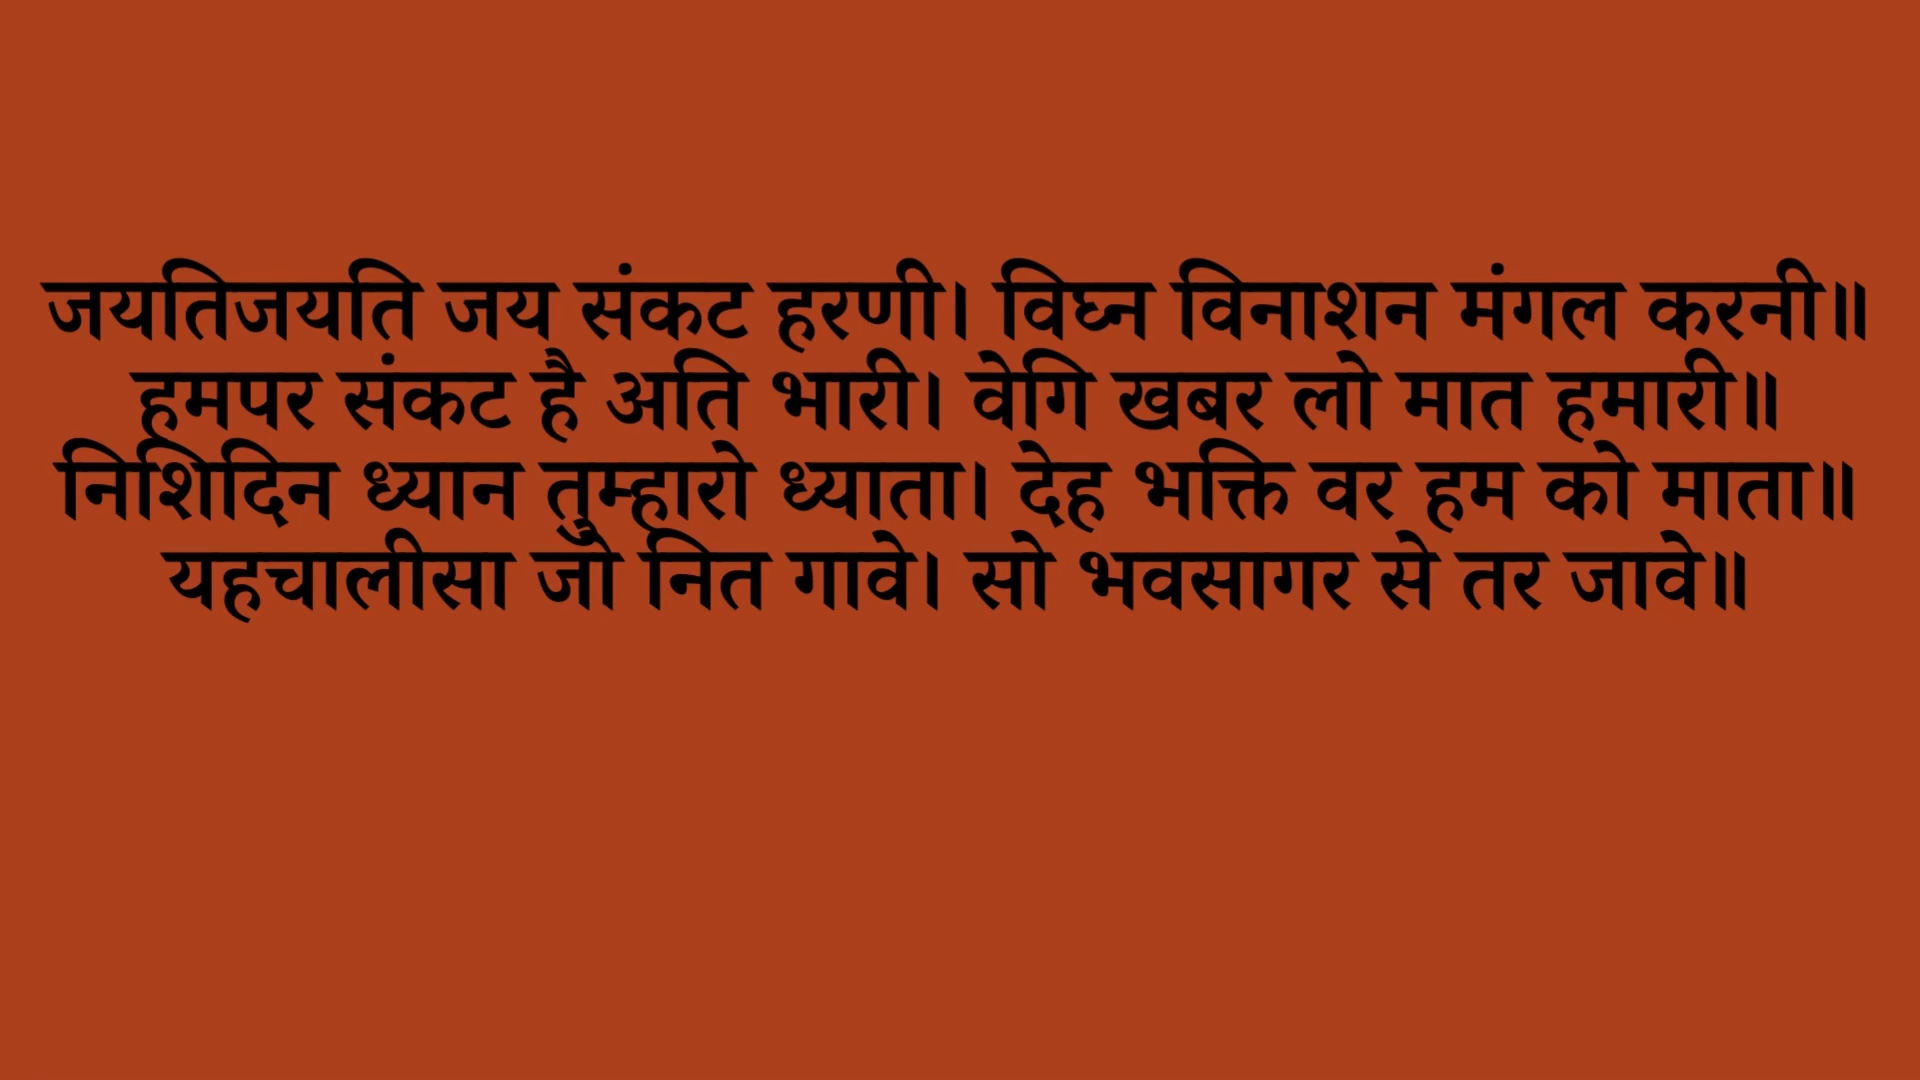 जयतिजयति जय संकट हरणी। विघ्न विनाशन मंगल करनी॥
हमपर संकट है अति भारी। वेगि खबर लो मात हमारी॥
निशिदिन ध्यान तुम्हारो ध्याता। देह भक्ति वर हम को माता॥
यहचालीसा जो नित गावे। सो भवसागर से तर जावे॥